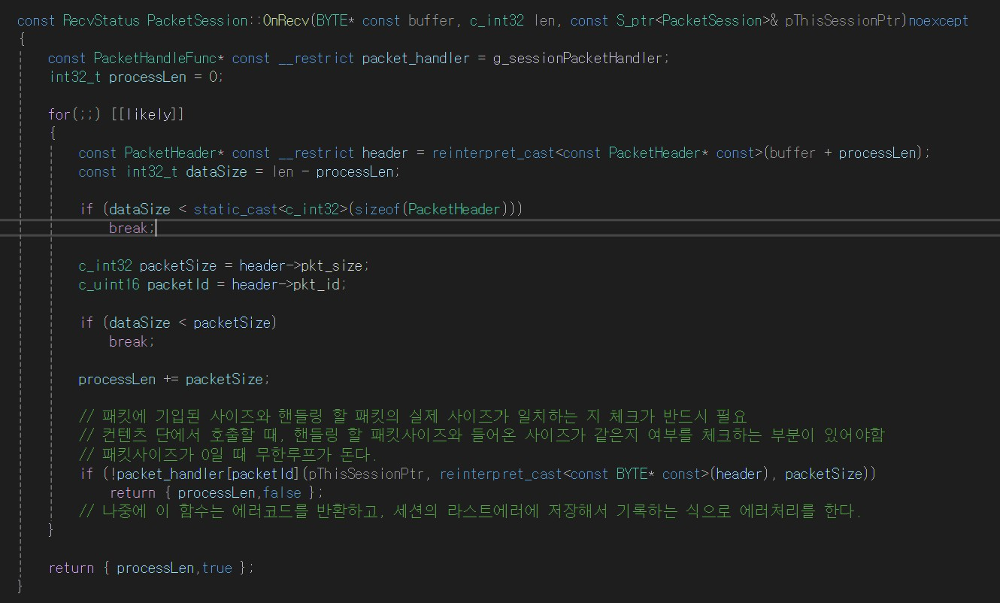 const RecvStatus PacketSession::OnRecv(BYTE* const buffer, c_int32 len, const S_ptr<PacketSession>& pThisSessionPtr)noexcept
{
const PacketHandleFunc* const __restrict packet_handler = g_sessionPacketHandler;
int32_t processLen = 0;
for(;;) [[likely]]
{
const PacketHeader* const __restrict header = reinterpret_cast<const PacketHeader* const>(buffer + processLen);
const int32_t dataSize = len - processLen;
if (dataSize < static_cast<c_int32>(sizeof(PacketHeader)))
break;
c_int32 packetSize = header->pkt_size;
c_uint16 packetId = header->pkt_id;
if (dataSize < packetSize)
break;
processLen += packetSize;
// 패킷에 기입된 사이즈와 핸들링 할 패킷의 실제 사이즈가 일치하는 지 체크가 반드시 필요
// 컨텐츠 단에서 호출할 때, 핸들링 할 패킷사이즈와 들어온 사이즈가 같은지 여부를 체크하는 부분이 있어야함
// 패킷사이즈가 0일 때 무한루프가 돈다.
if (!packet_handler[packetId](pThisSessionPtr, reinterpret_cast<const BYTE* const>(header), packetSize))
return { processLen,false };
// 나중에 이 함수는 에러코드를 반환하고, 세션의 라스트에러에 저장해서 기록하는 식으로 에러처리를 한다.
}
return { processLen,true };
}